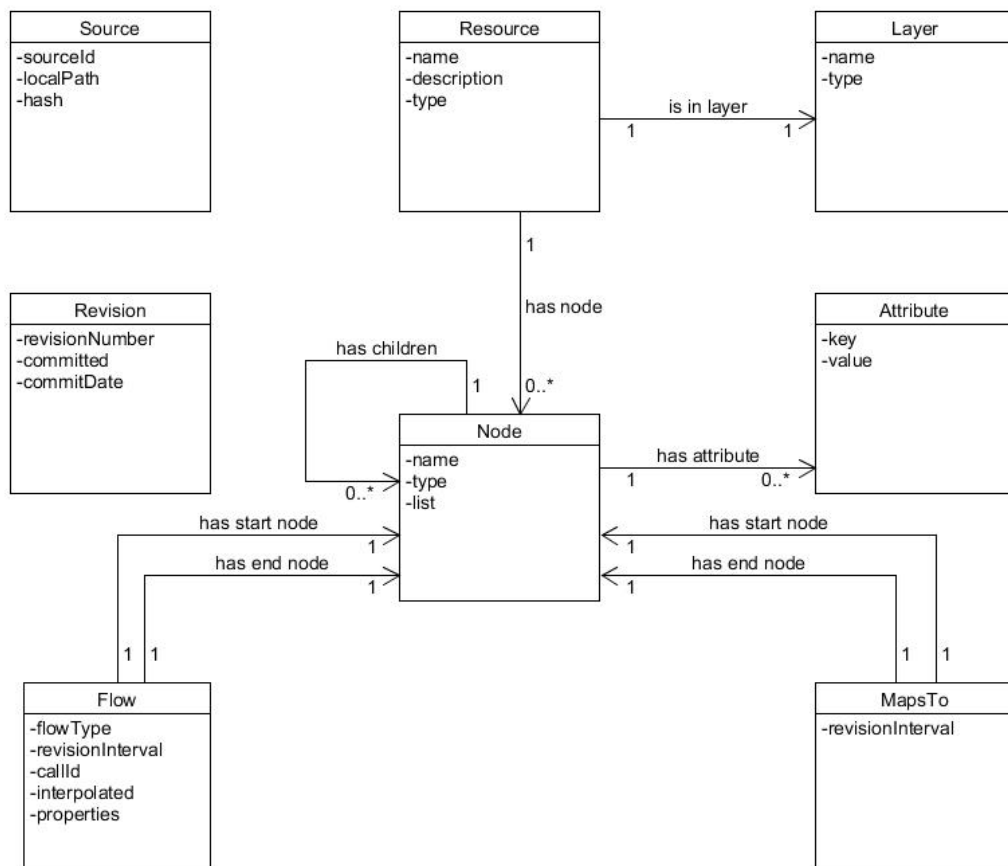 Source
-sourceId
-localPath
-hash
Resource
-name
-description
-type
is in layer
1
1
Layer
-name
-type
1
has node
0..*
Revision
-revisionNumber
-committed
-commitDate
has children
1
0..*
Node
-name
-type
-list
has attribute
1
0..*
Attribute
-key
-value
has start node
1
has end node
1
has start node
1
has end node
1
1
1
1
1
Flow
-flowType
-revisionInterval
-callId
-interpolated
-properties
MapsTo
-revisionInterval